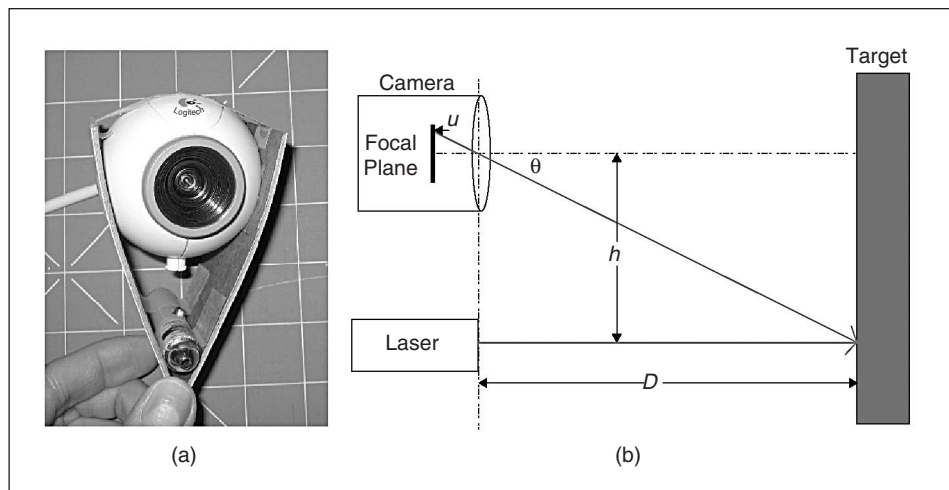 Logitech
(a)
Target
Camera
u
Focal
Plane
θ
h
Laser
D
(b)